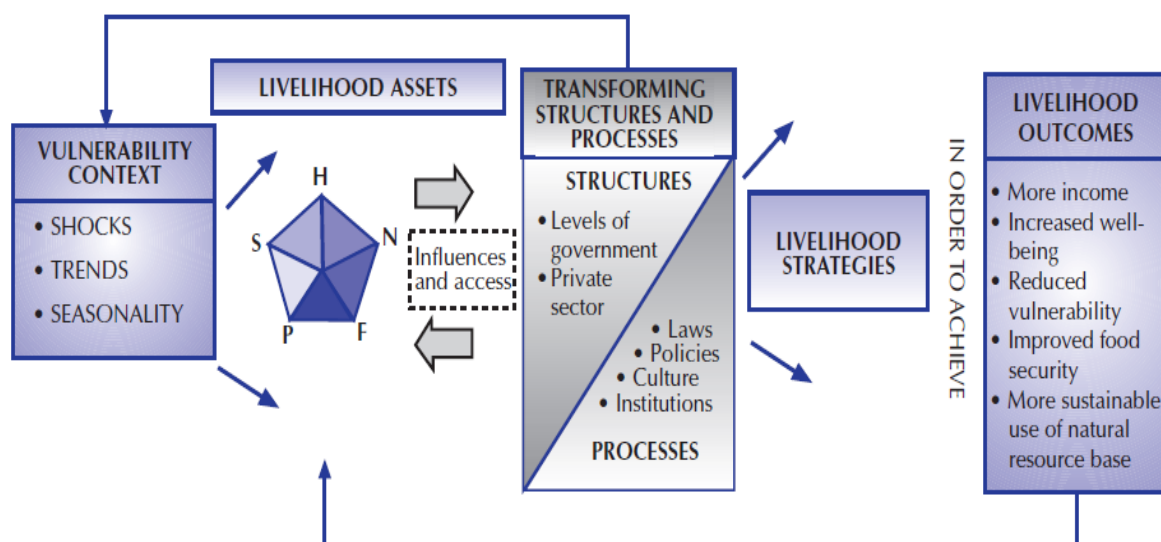 LIVELIHOOD ASSETS
VULNERABILITY
CONTEXT
• SHOCKS
• TRENDS
• SEASONALITY
H
S
N
P
F
Influences
and access
TRANSFORMING
STRUCTURES AND
PROCESSES
STRUCTURES
• Levels of
government
• Private
sector
• Laws
• Policies
• Culture
• Institutions
PROCESSES
LIVELIHOOD
STRATEGIES
IN ORDER TO ACHIEVE
LIVELIHOOD
OUTCOMES
• More income
• Increased well-
being
• Reduced
vulnerability
• Improved food
security
• More sustainable
use of natural
resource base